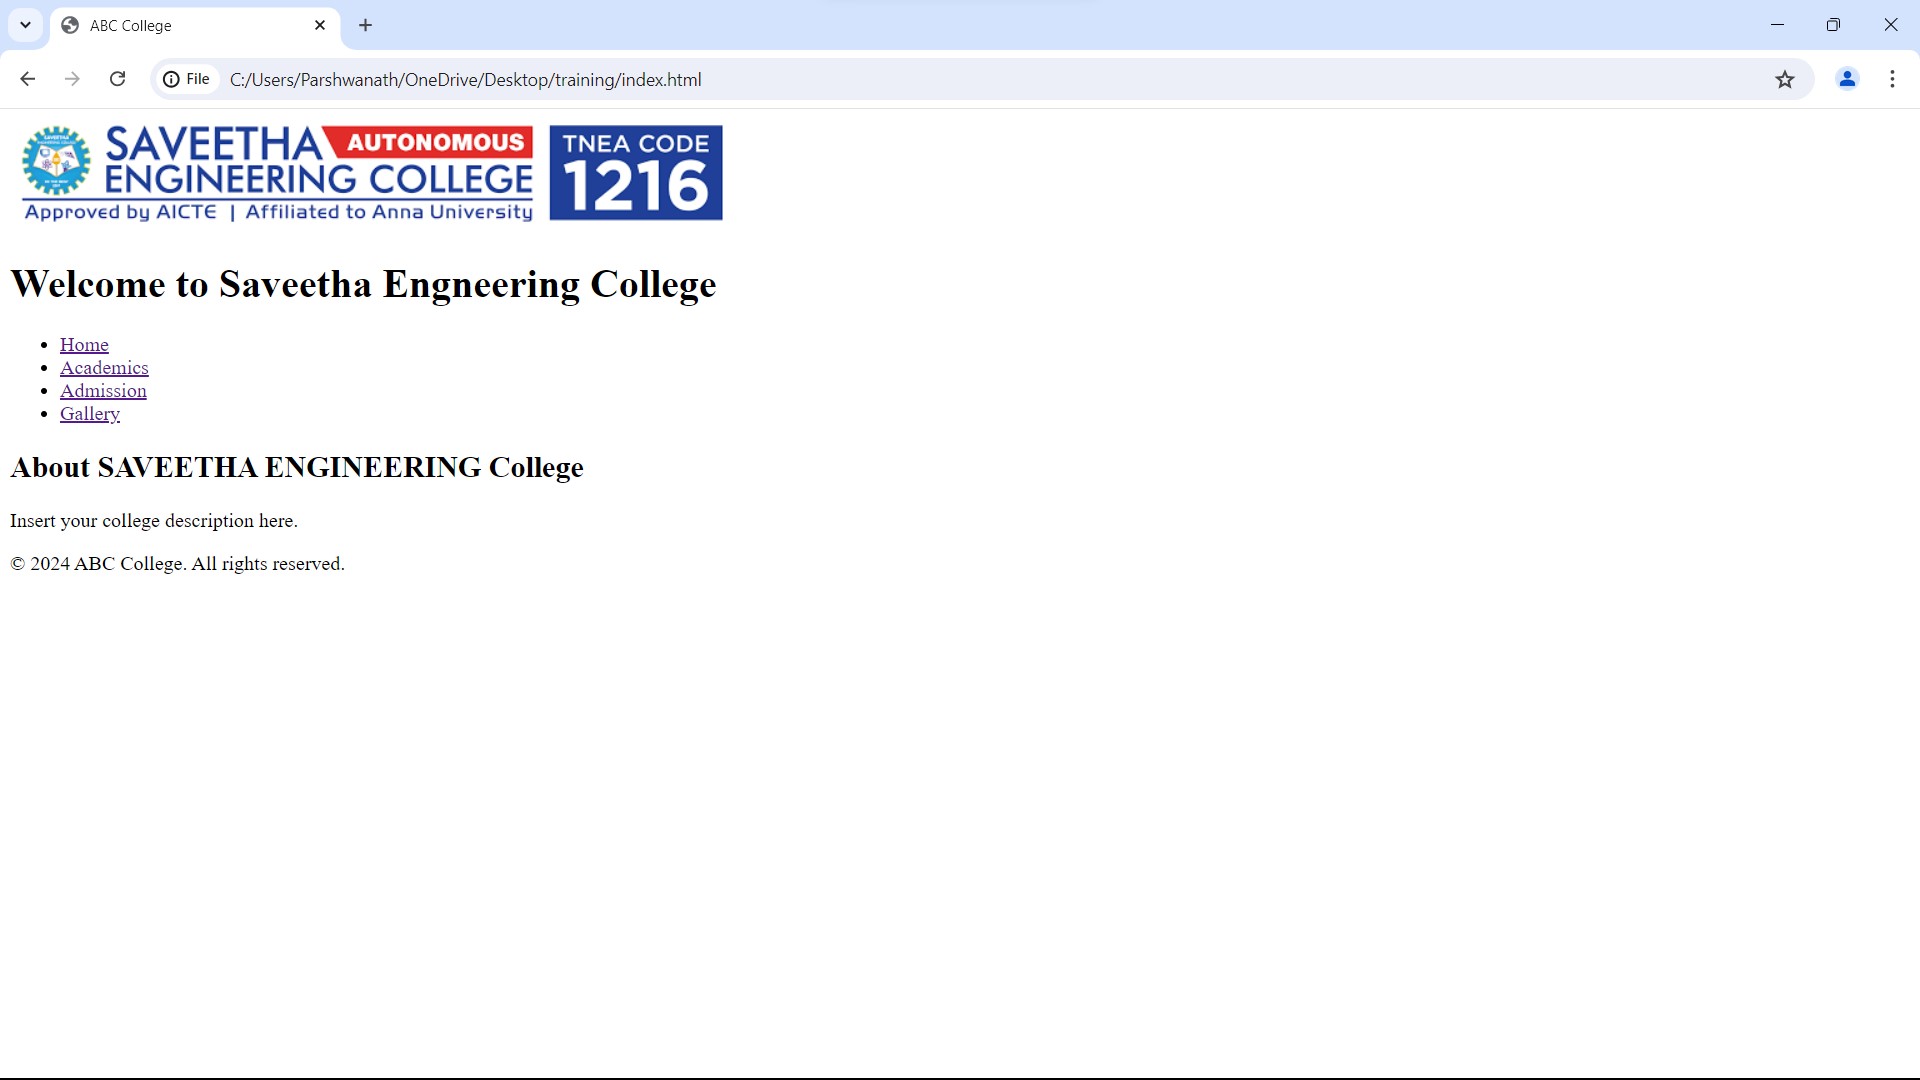 ABC College
File C:/Users/Parshwanath/OneDrive/Desktop/training/index.html
SAVEETHA AUTONOMOUS
ENGINEERING COLLEGE
Approved by AICTE | Affiliated to Anna University
TNEA CODE
1216
Welcome to Saveetha Engneering College
Home
Academics
Admission
Gallery
About SAVEETHA ENGINEERING College
Insert your college description here.
© 2024 ABC College. All rights reserved.